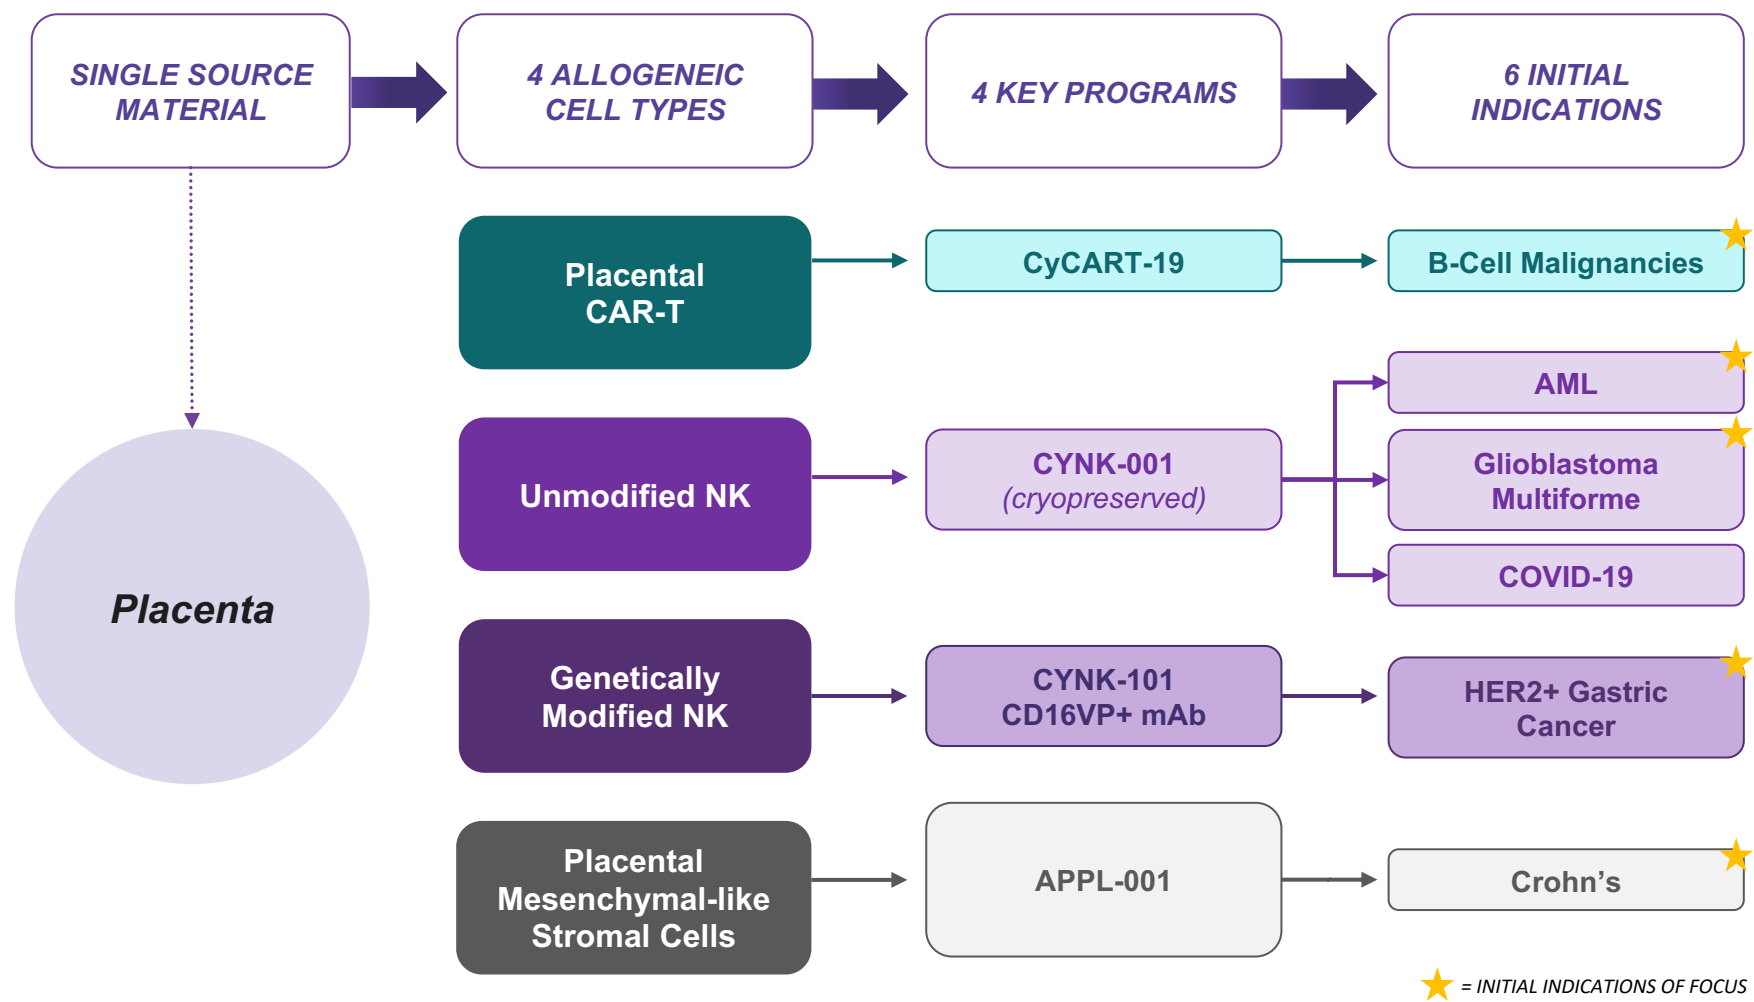 SINGLE SOURCE
MATERIAL
4 ALLOGENEIC
CELL TYPES
4 KEY PROGRAMS
6 INITIAL
INDICATIONS
Placenta
Placental
CAR-T
CyCART-19
B-Cell Malignancies
Unmodified NK
CYNK-001
(cryopreserved)
AML
Glioblastoma
Multiforme
COVID-19
Genetically
Modified NK
CYNK-101
CD16VP+ mAb
HER2+ Gastric
Cancer
Placental
Mesenchymal-like
Stromal Cells
APPL-001
Crohn’s
= INITIAL INDICATIONS OF FOCUS